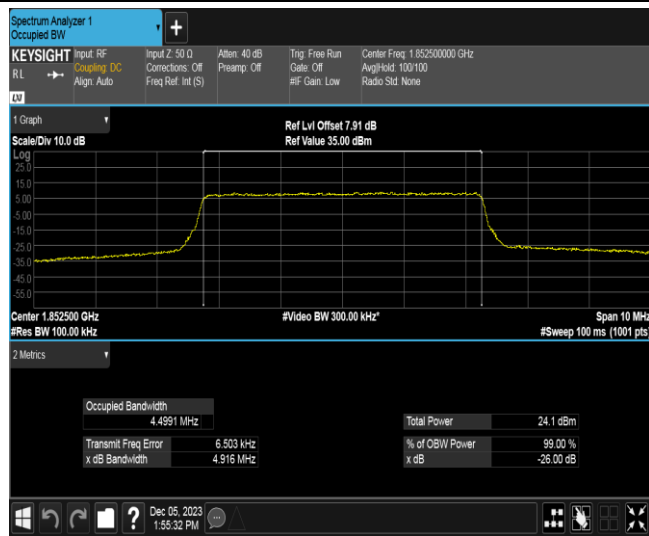 Spectrum Analyzer 1
Occupied BW
+
KEYSIGHT
R L
LXI
Input: RF
Coupling: DC
Align: Auto
Input Z: 50 Ω
Corrections: Off
Freq Ref: Int (S)
Atten: 40 dB
Preamp: Off
Trig: Free Run
Gate: Off
#IF Gain: Low
Center Freq: 1.852500000 GHz
Avg|Hold: 100/100
Radio Std: None
1 Graph
Scale/Div 10.0 dB
Ref Lvl Offset 7.91 dB
Ref Value 35.00 dBm
Log
25.0
15.0
5.00
-5.00
-15.0
-25.0
-35.0
-45.0
-55.0
Center 1.852500 GHz
#Res BW 100.00 kHz
#Video BW 300.00 kHz*
Span 10 MHz
#Sweep 100 ms (1001 pts)
2 Metrics
Occupied Bandwidth
4.4991 MHz
Transmit Freq Error 6.503 kHz
x dB Bandwidth 4.916 MHz
Total Power 24.1 dBm
% of OBW Power 99.00 %
x dB -26.00 dB
?
Dec 05, 2023
1:55:32 PM